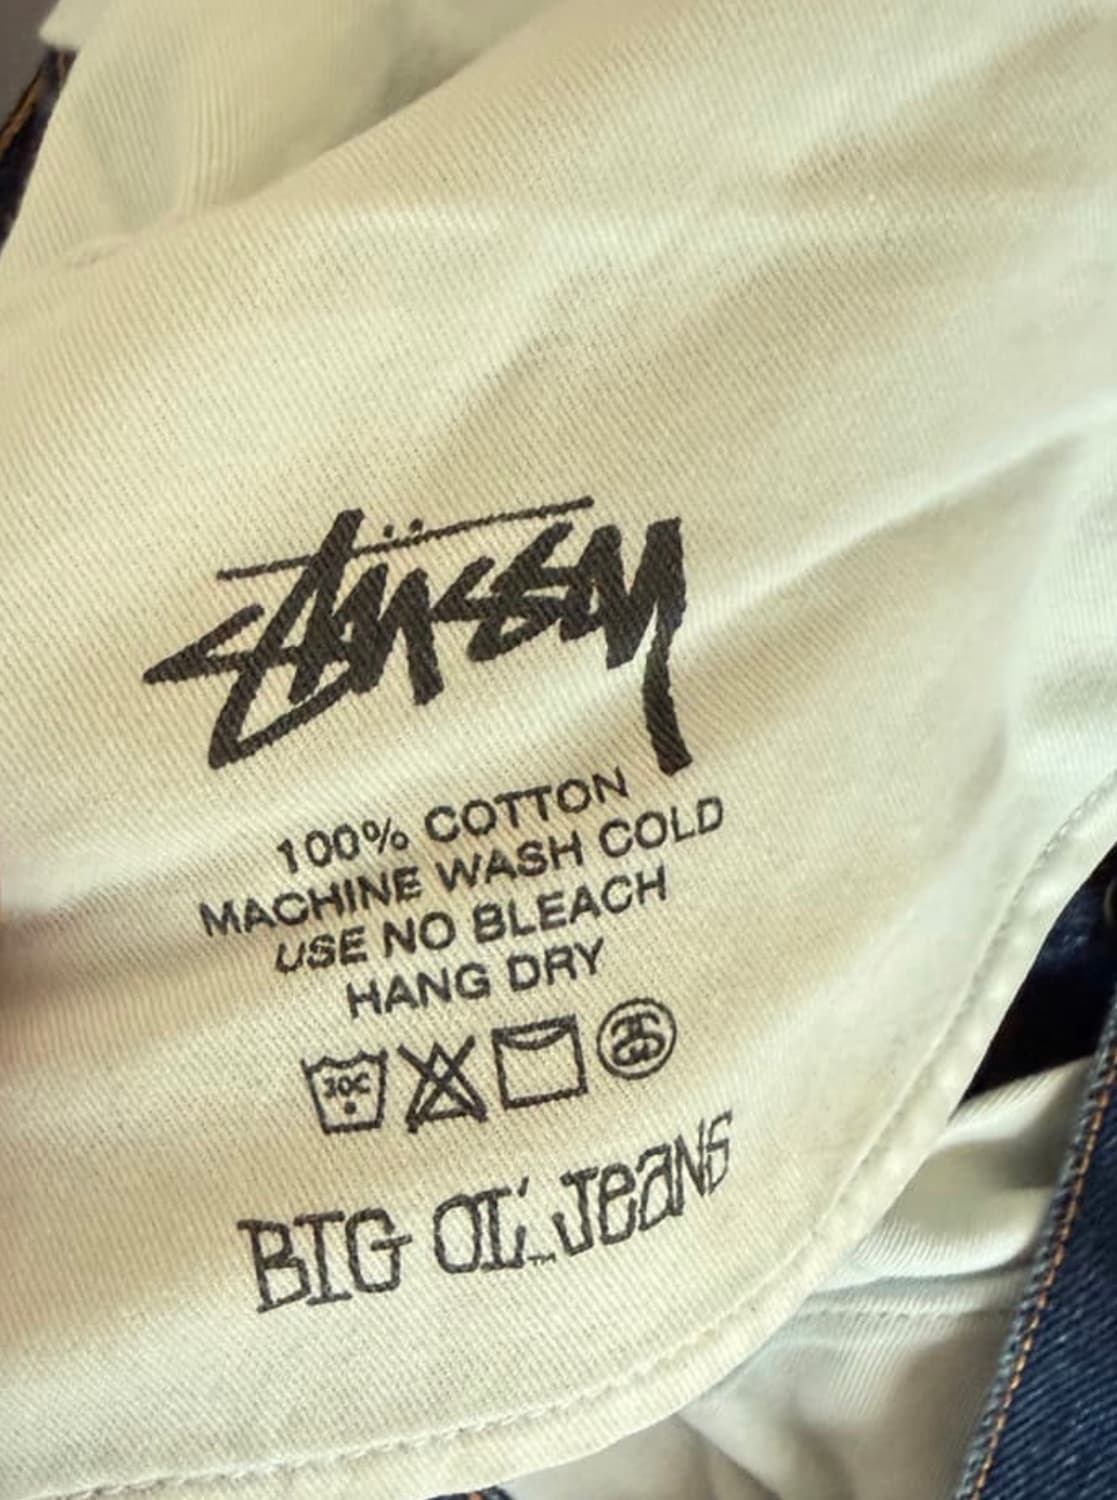 Stüssy
100% COTTON
MACHINE WASH COLD
USE NO BLEACH
HANG DRY
30C
BIG OL' Jeans